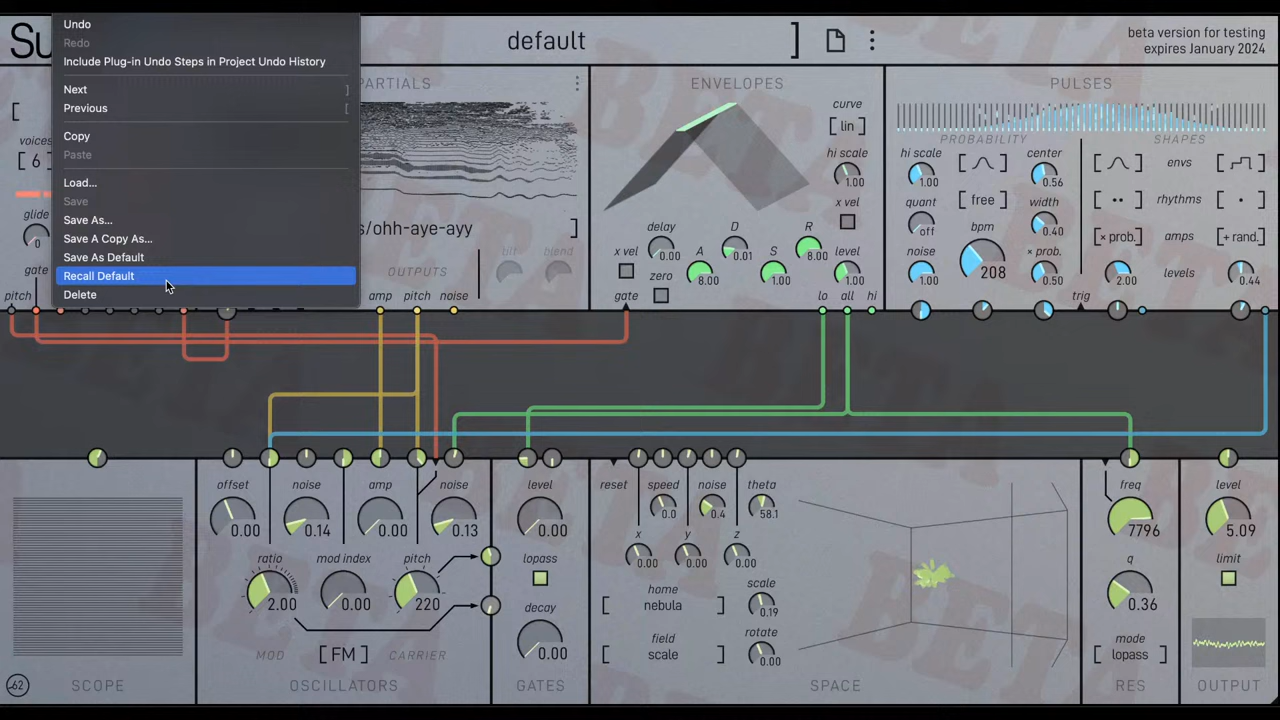 Su
Undo
Redo
Include Plug-in Undo Steps in Project Undo History
Next ]
Previous [
Copy
Paste
Load...
Save
Save As...
Save A Copy As...
Save As Default
Recall Default
Delete
[ default ]
beta version for testing
expires January 2024
PARTIALS
ENVELOPES
PULSES
voices
[ 6
glide
0
gate
pitch
s/ohh-aye-ayy ]
OUTPUTS
tilt blend
amp pitch noise
curve
[ lin ]
hi scale
1.00
x vel
delay D R
0.00 0.01 8.00
x vel A S level
8.00 1.00 1.00
zero
gate lo all hi
PROBABILITY SHAPES
hi scale center envs
1.00 0.56
quant [ free ] width rhythms
off 0.40
bpm [ × prob. ] amps [ + rand. ]
noise 208 × prob. levels
1.00 0.50 2.00 0.44
trig
offset noise amp noise
0.00 0.14 0.00 0.13
ratio mod index pitch
2.00 0.00 220
MOD [ FM ] CARRIER
level
0.00
lopass
decay
0.00
reset speed noise theta
0.0 0.4 58.1
x y z
0.00 0.00 0.00
home
[ nebula ]
scale
0.19
field
[ scale ]
rotate
0.00
freq
7796
q
0.36
mode
[ lopass ]
level
5.09
limit
.62
SCOPE
OSCILLATORS
GATES
SPACE
RES
OUTPUT